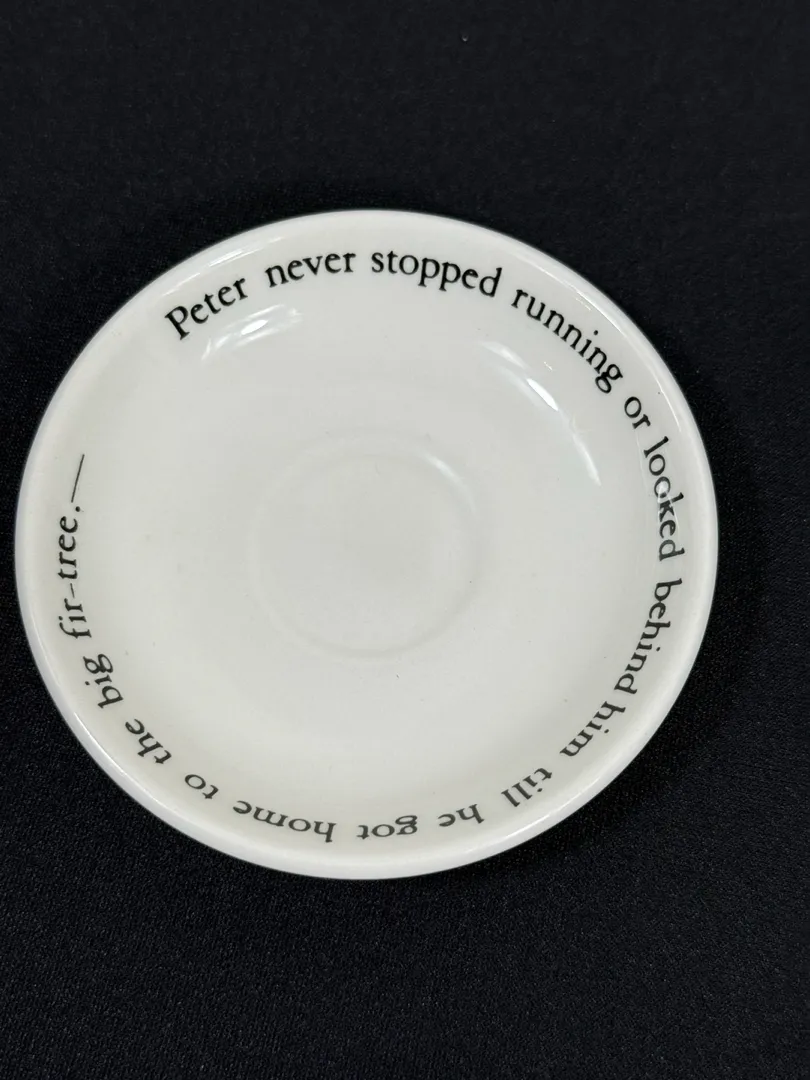 Peter never stopped running or looked behind him till he got home to the big fir-tree.—